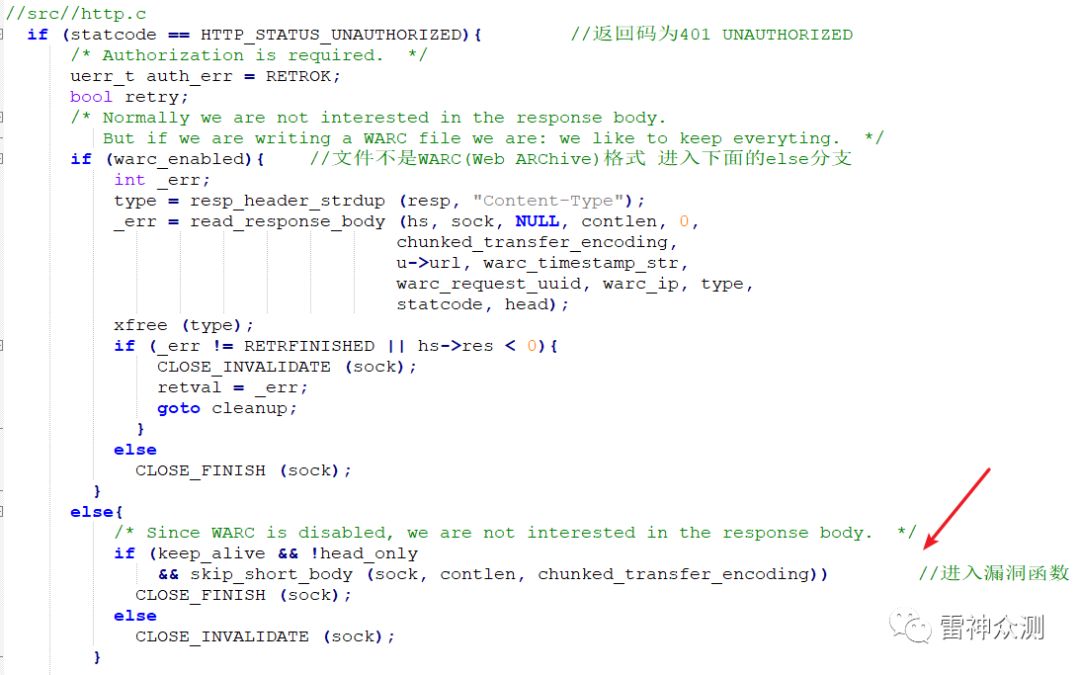 //src//http.c
if (statcode == HTTP_STATUS_UNAUTHORIZED){ //返回码为401 UNAUTHORIZED
/* Authorization is required. */
uerr_t auth_err = RETROK;
bool retry;
/* Normally we are not interested in the response body.
But if we are writing a WARC file we are: we like to keep everyting. */
if (warc_enabled){ //文件不是WARC(Web ARChive)格式 进入下面的else分支
int _err;
type = resp_header_strdup (resp, "Content-Type");
_err = read_response_body (hs, sock, NULL, contlen, 0,
chunked_transfer_encoding,
u->url, warc_timestamp_str,
warc_request_uuid, warc_ip, type,
statcode, head);
xfree (type);
if (_err != RETRFINISHED || hs->res < 0){
CLOSE_INVALIDATE (sock);
retval = _err;
goto cleanup;
}
else
CLOSE_FINISH (sock);
}
else{
/* Since WARC is disabled, we are not interested in the response body. */
if (keep_alive && !head_only
&& skip_short_body (sock, contlen, chunked_transfer_encoding)) //进入漏洞函数
CLOSE_FINISH (sock);
else
CLOSE_INVALIDATE (sock);
}
雷神众测